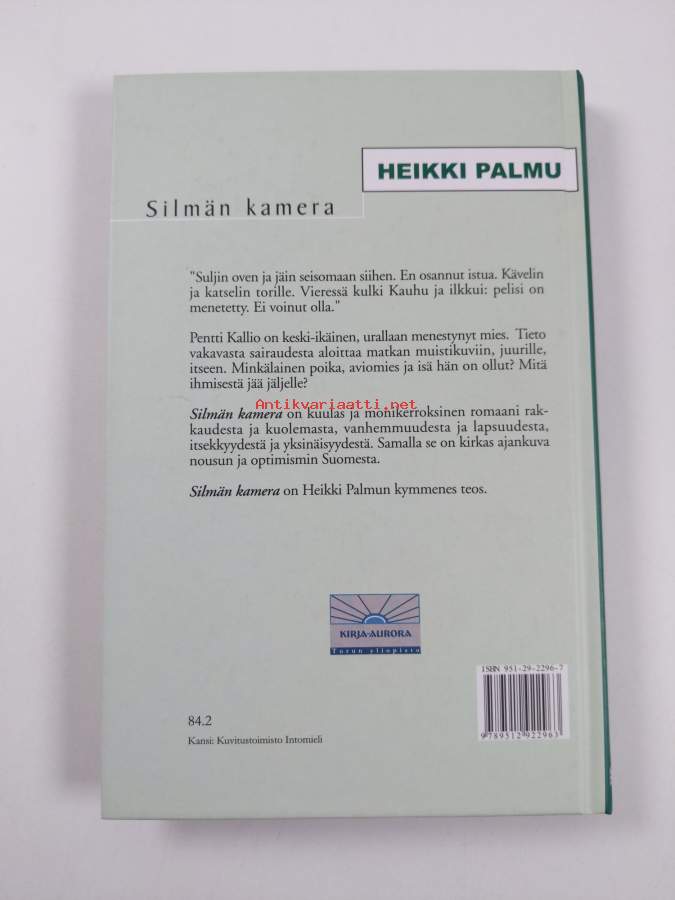 HEIKKI PALMU
Silmän kamera
"Suljin oven ja jäin seisomaan siihen. En osannut istua. Kävelin
ja katselin torille. Vieressä kulki Kauhu ja ilkkui: pelisi on
menetetty. Ei voinut olla."
Pentti Kallio on keski-ikäinen, urallaan menestynyt mies. Tieto
vakavasta sairaudesta aloittaa matkan muistikuviin, juurille,
itseen. Minkälainen poika, aviomies ja isä hän on ollut? Mitä
ihmisestä jää jäljelle?
Antikvariaatti.net
Silmän kamera on kuulas ja monikerroksinen romaani rak-
kaudesta ja kuolemasta, vanhemmuudesta ja lapsuudesta,
itsekkyydestä ja yksinäisyydestä. Samalla se on kirkas ajankuva
nousun ja optimismin Suomesta.
Silmän kamera on Heikki Palmun kymmenes teos.
KIRJA-AURORA
Turun yliopisto
ISBN 951-29-2296-7
9 789512 922963
84.2
Kansi: Kuvitustoimisto Intomieli